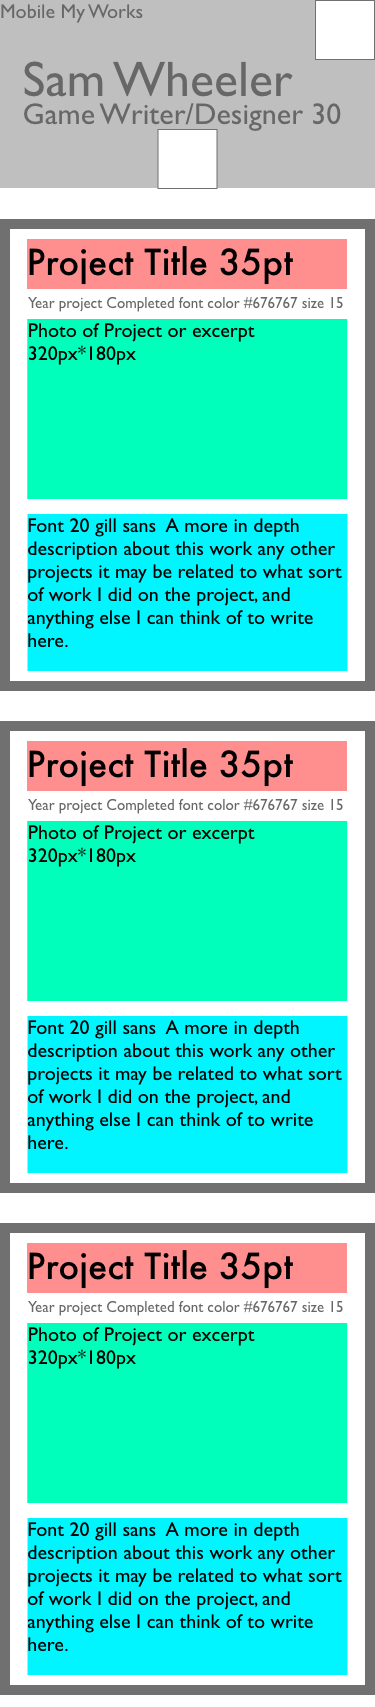 Mobile My Works
Sam Wheeler
Game Writer/Designer 30
Project Title 35pt
Year project Completed font color #676767 size 15
Photo of Project or excerpt
320px*180px
Font 20 gill sans  A more in depth
description about this work any other
projects it may be related to what sort
of work I did on the project, and
anything else I can think of to write
here.
Project Title 35pt
Year project Completed font color #676767 size 15
Photo of Project or excerpt
320px*180px
Font 20 gill sans  A more in depth
description about this work any other
projects it may be related to what sort
of work I did on the project, and
anything else I can think of to write
here.
Project Title 35pt
Year project Completed font color #676767 size 15
Photo of Project or excerpt
320px*180px
Font 20 gill sans  A more in depth
description about this work any other
projects it may be related to what sort
of work I did on the project, and
anything else I can think of to write
here.